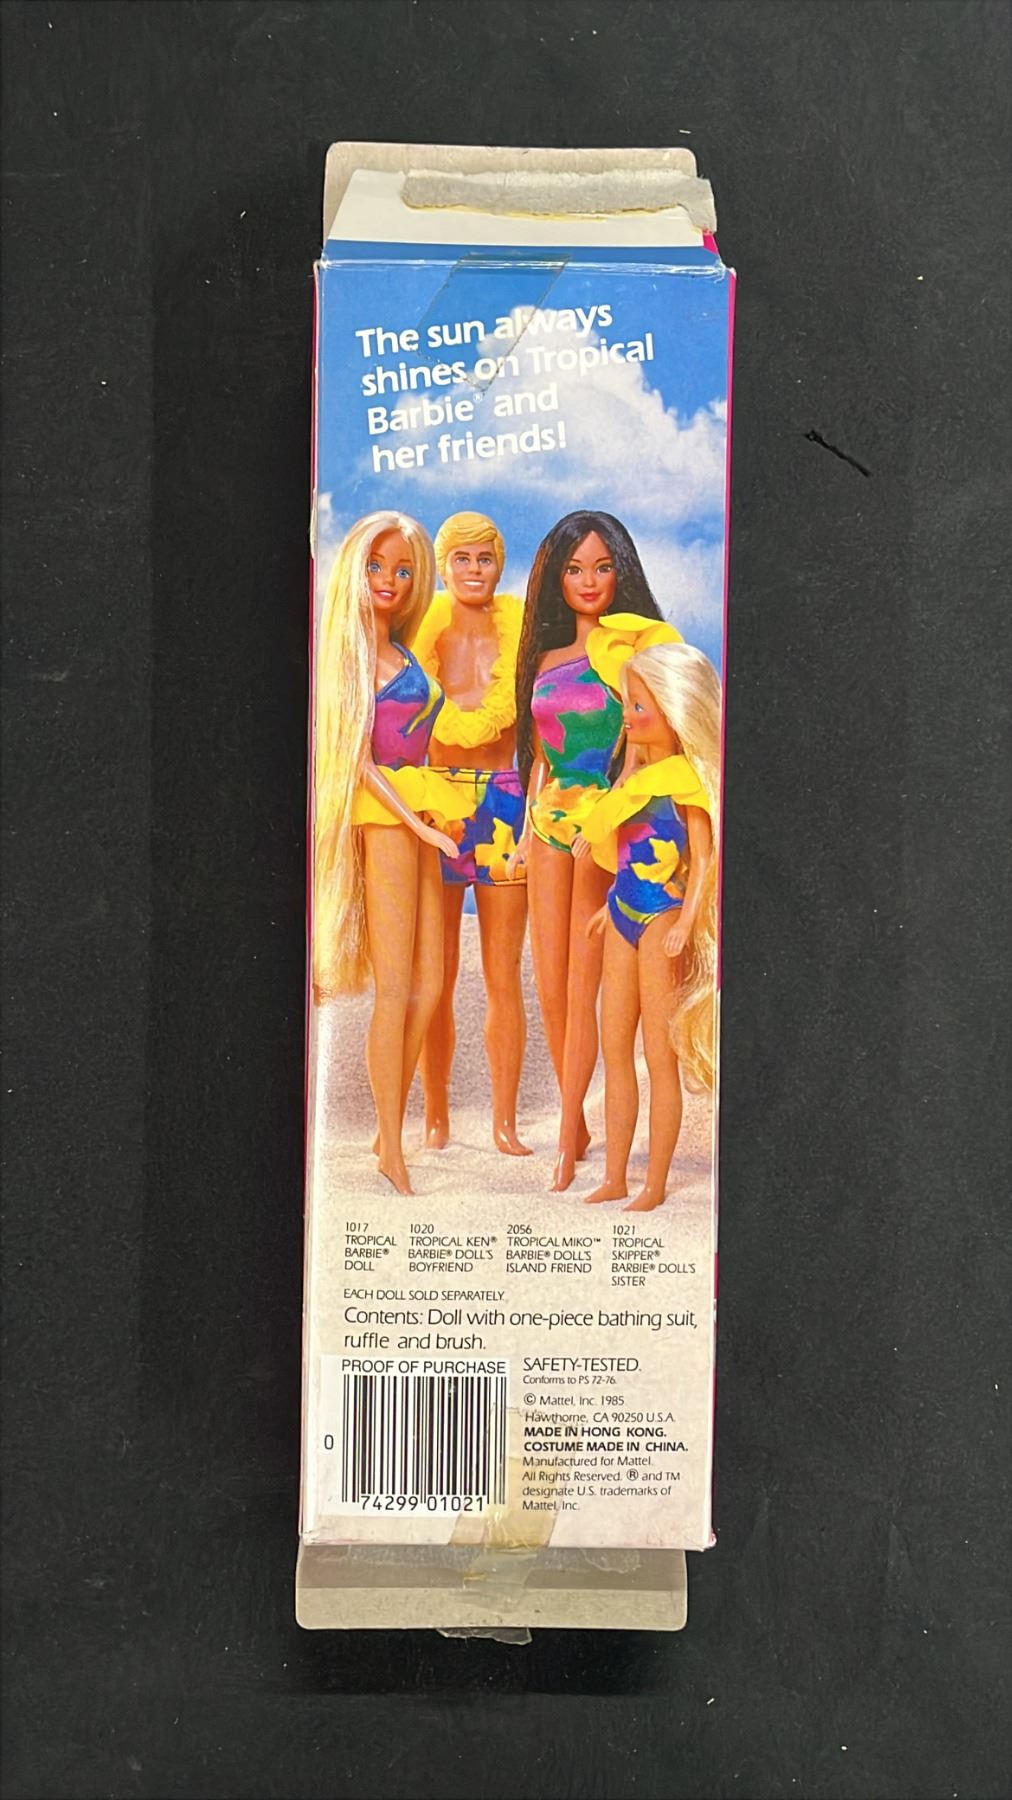 The sun always
shines on Tropical
Barbie® and
her friends!
1017
TROPICAL
BARBIE®
DOLL
1020
TROPICAL KEN®
BARBIE® DOLL'S
BOYFRIEND
2056
TROPICAL MIKO™
BARBIE® DOLL'S
ISLAND FRIEND
1021
TROPICAL
SKIPPER®
BARBIE® DOLL'S
SISTER
EACH DOLL SOLD SEPARATELY.
Contents: Doll with one-piece bathing suit,
ruffle and brush.
PROOF OF PURCHASE
0
74299 01021
SAFETY-TESTED.
Conforms to PS 72-76.
© Mattel, Inc. 1985.
Hawthorne, CA 90250 U.S.A.
MADE IN HONG KONG.
COSTUME MADE IN CHINA.
Manufactured for Mattel.
All Rights Reserved. ® and TM
designate U.S. trademarks of
Mattel, Inc.